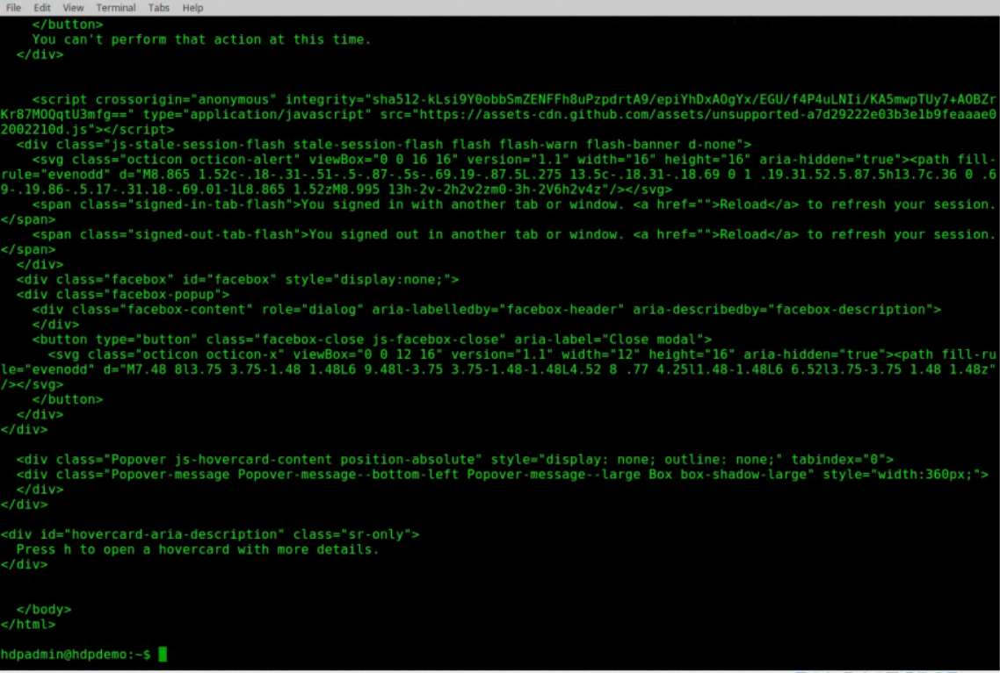 File Edit View Terminal Tabs Help
</button>
You can't perform that action at this time.
</div>
<script crossorigin="anonymous" integrity="sha512-kLsi9Y0obbSmZENFFh8uPzpdrtA9/epiYhDxAOgYx/EGU/f4P4uLNIi/KA5mwpTUy7+AOBZr
Kr87MOQqtU3mfg==" type="application/javascript" src="https://assets-cdn.github.com/assets/unsupported-a7d29222e03b3e1b9feaaae0
2002210d.js"></script>
<div class="js-stale-session-flash stale-session-flash flash flash-warn flash-banner d-none">
<svg class="octicon octicon-alert" viewBox="0 0 16 16" version="1.1" width="16" height="16" aria-hidden="true"><path fill-
rule="evenodd" d="M8.865 1.52c-.18-.31-.51-.5-.87-.5s-.69.19-.87.5L.275 13.5c-.18.31-.18.69 0 1 .19.31.52.5.87.5h13.7c.36 0 .6
9-.19.86-.5.17-.31.18-.69.01-1L8.865 1.52zM8.995 13h-2v-2h2v2zm0-3h-2V6h2v4z"/></svg>
<span class="signed-in-tab-flash">You signed in with another tab or window. <a href="">Reload</a> to refresh your session.
</span>
<span class="signed-out-tab-flash">You signed out in another tab or window. <a href="">Reload</a> to refresh your session.
</span>
</div>
<div class="facebox" id="facebox" style="display:none;">
<div class="facebox-popup">
<div class="facebox-content" role="dialog" aria-labelledby="facebox-header" aria-describedby="facebox-description">
</div>
<button type="button" class="facebox-close js-facebox-close" aria-label="Close modal">
<svg class="octicon octicon-x" viewBox="0 0 12 16" version="1.1" width="12" height="16" aria-hidden="true"><path fill-ru
le="evenodd" d="M7.48 8l3.75 3.75-1.48 1.48L6 9.48l-3.75 3.75-1.48-1.48L4.52 8 .77 4.25l1.48-1.48L6 6.52l3.75-3.75 1.48 1.48z"
/></svg>
</button>
</div>
</div>
<div class="Popover js-hovercard-content position-absolute" style="display: none; outline: none;" tabindex="0">
<div class="Popover-message Popover-message--bottom-left Popover-message--large Box box-shadow-large" style="width:360px;">
</div>
</div>
<div id="hovercard-aria-description" class="sr-only">
Press h to open a hovercard with more details.
</div>
</body>
</html>
hdpadmin@hdpdemo:~$